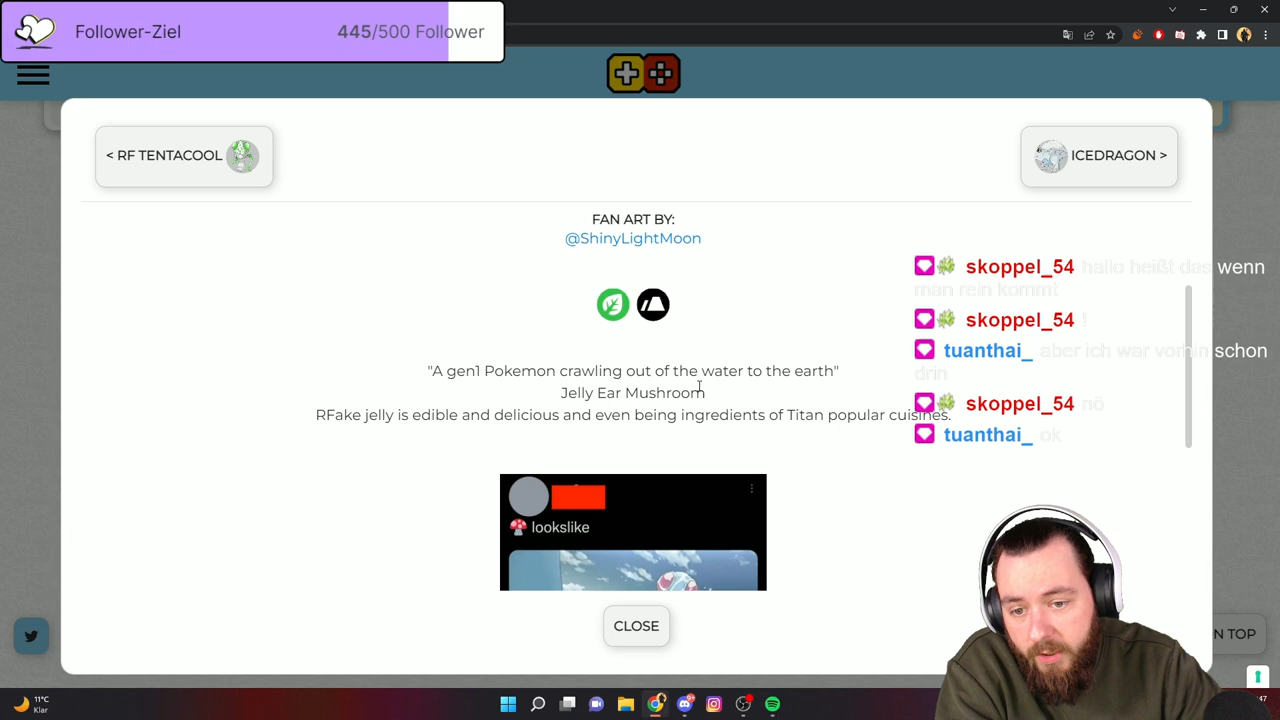 Follower-Ziel 445/500 Follower
< RF TENTACOOL
ICEDRAGON >
FAN ART BY:
@ShinyLightMoon
"A gen1 Pokemon crawling out of the water to the earth"
Jelly Ear Mushroom
RFake jelly is edible and delicious and even being ingredients of Titan popular cuisines.
lookslike
CLOSE
skoppel_54 hallo heißt das wenn
man rein kommt
skoppel_54 !
tuanthai_ aber ich war vorhin schon
drin
skoppel_54 nö
tuanthai_ ok
N TOP
11°C
Klar
47